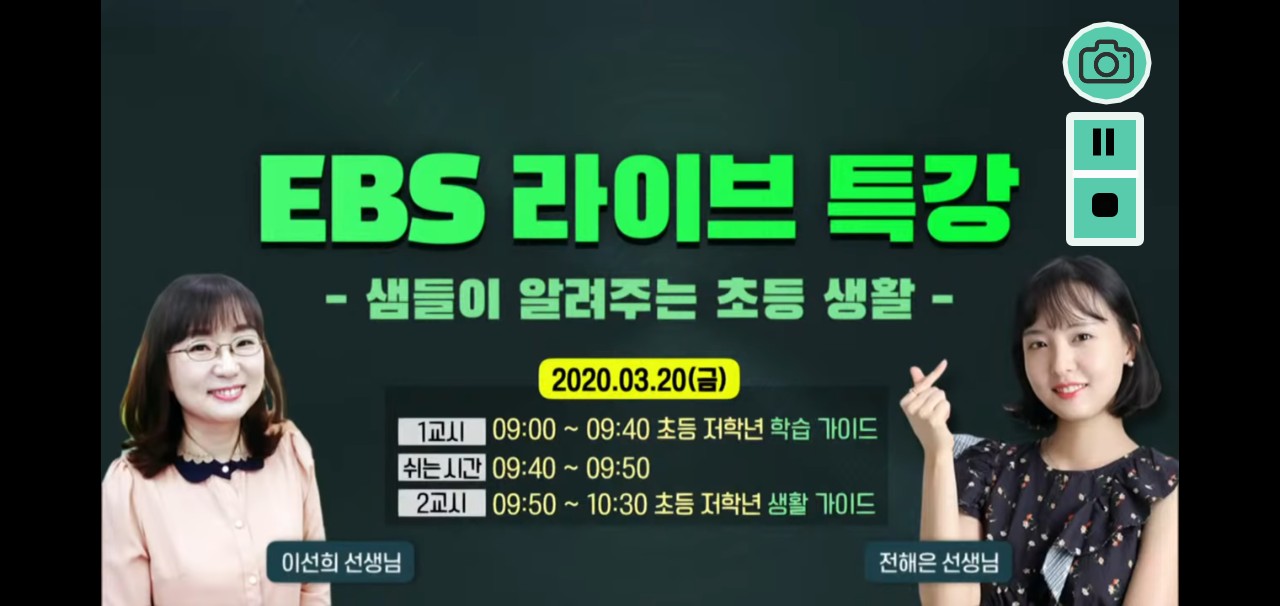 EBS 라이브 특강
- 샘들이 알려주는 초등 생활 -
2020.03.20(금)
1교시 09:00 ~ 09:40 초등 저학년 학습 가이드
쉬는시간 09:40 ~ 09:50
2교시 09:50 ~ 10:30 초등 저학년 생활 가이드
이선희 선생님
전해은 선생님